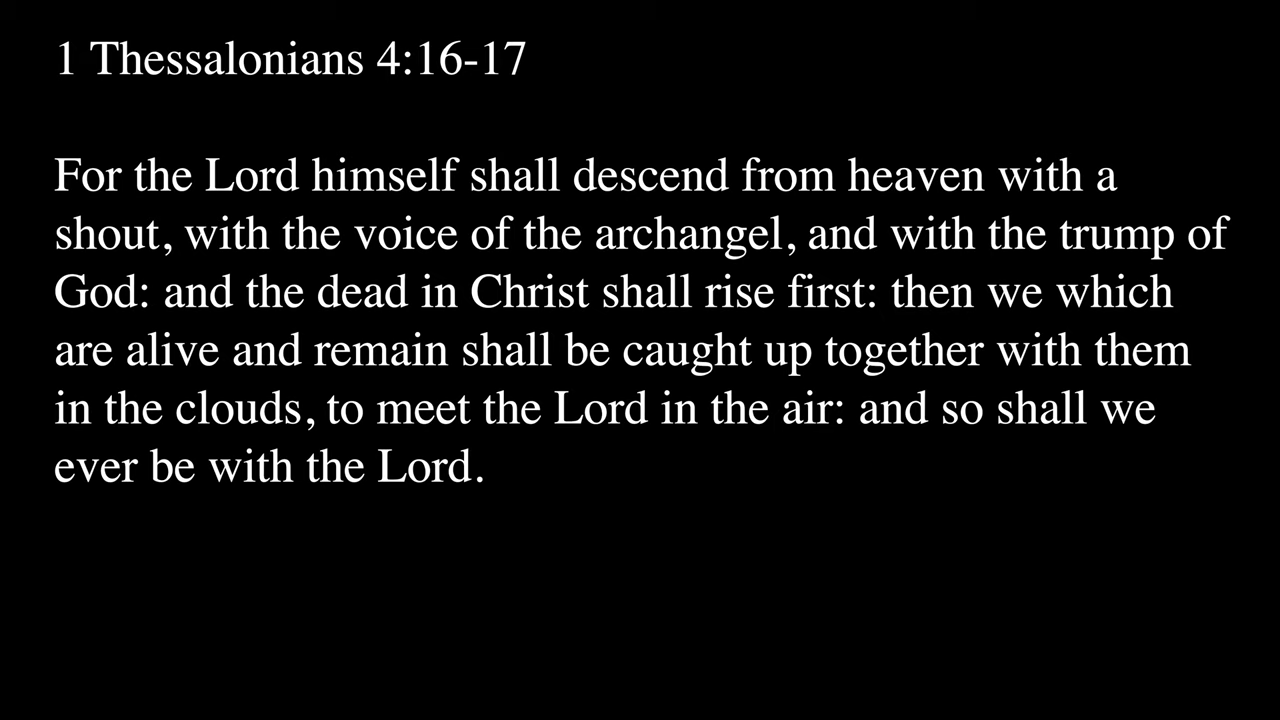 1 Thessalonians 4:16-17
For the Lord himself shall descend from heaven with a
shout, with the voice of the archangel, and with the trump of
God: and the dead in Christ shall rise first: then we which
are alive and remain shall be caught up together with them
in the clouds, to meet the Lord in the air: and so shall we
ever be with the Lord.